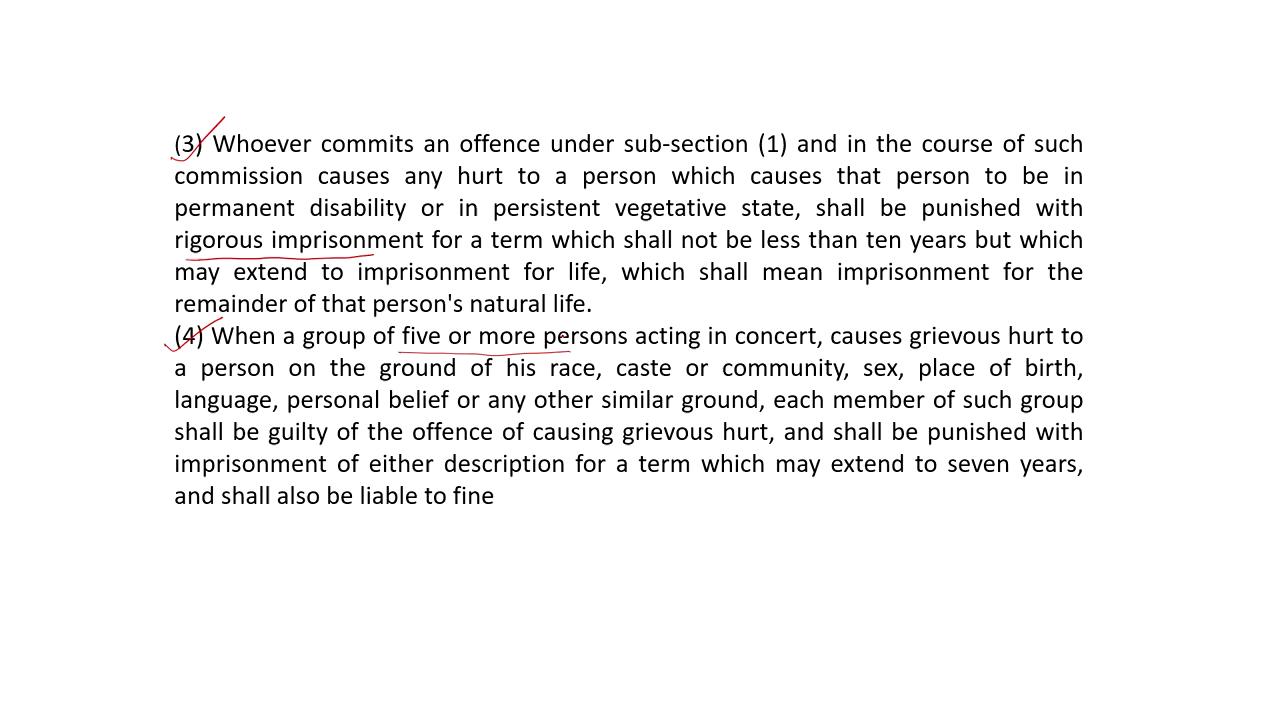 (3) Whoever commits an offence under sub-section (1) and in the course of such
commission causes any hurt to a person which causes that person to be in
permanent disability or in persistent vegetative state, shall be punished with
rigorous imprisonment for a term which shall not be less than ten years but which
may extend to imprisonment for life, which shall mean imprisonment for the
remainder of that person's natural life.
(4) When a group of five or more persons acting in concert, causes grievous hurt to
a person on the ground of his race, caste or community, sex, place of birth,
language, personal belief or any other similar ground, each member of such group
shall be guilty of the offence of causing grievous hurt, and shall be punished with
imprisonment of either description for a term which may extend to seven years,
and shall also be liable to fine